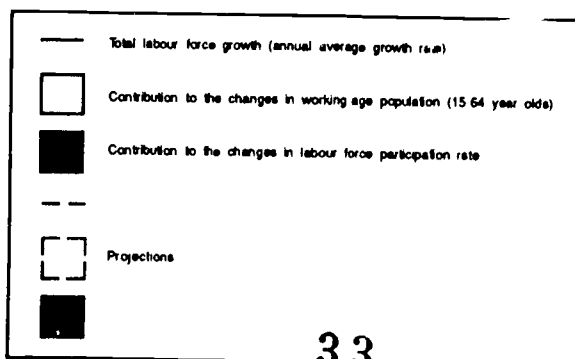 Total labour force growth (annual average growth rate)
Contribution to the changes in working age population (15 64 year olds)
Contribution to the changes in labour force participation rate
Projections
33